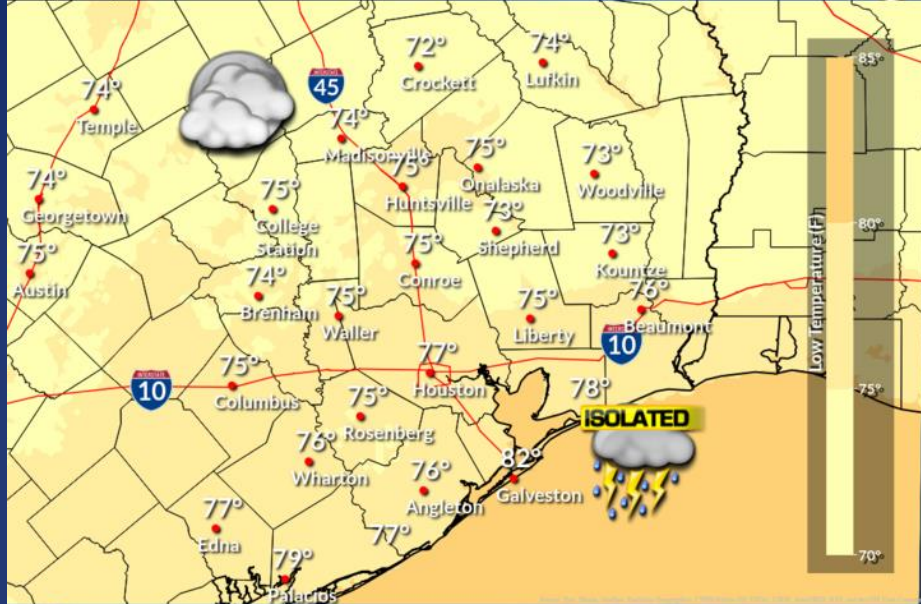 72°
Crockett
74°
Lufkin
45
74°
Temple
74°
Madisonville
75°
Huntsville
75°
Onalaska
73°
Woodville
74°
Georgetown
75°
College
Station
73°
Shepherd
75°
Austin
75°
Conroe
73°
Kountze
74°
Brenham
75°
Waller
75°
Liberty
76°
Beaumont
10
10
75°
Columbus
77°
Houston
78°
ISOLATED
75°
Rosenberg
76°
Wharton
76°
Angleton
82°
Galveston
77°
Edna
77°
79°
Palacios
Low Temperature (F)
85°
80°
75°
70°